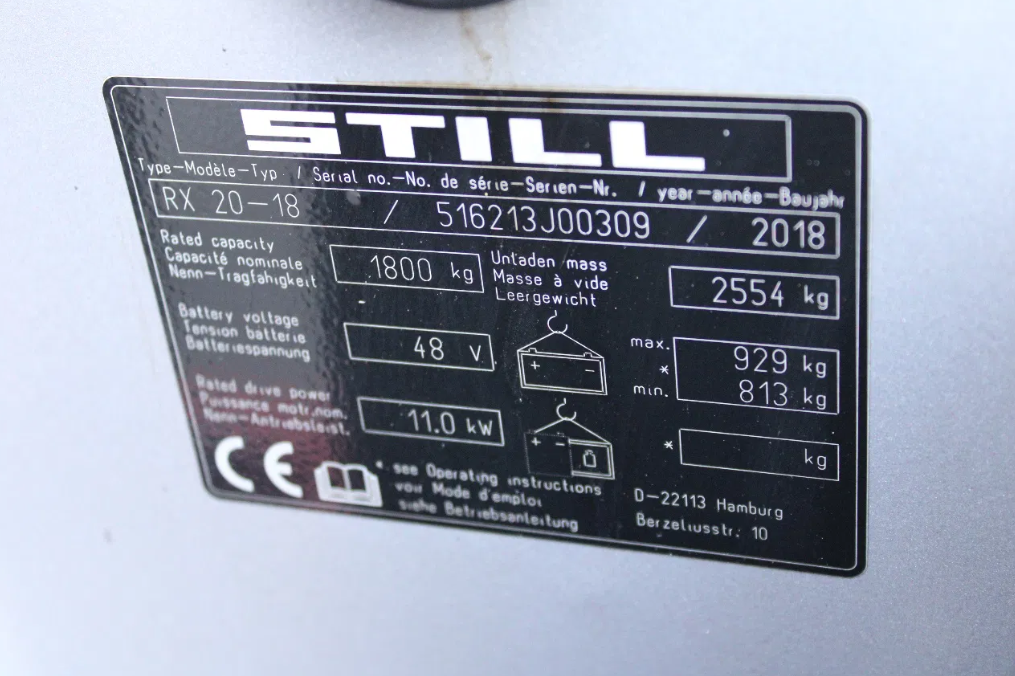 STILL
Type-Modèle-Typ / Serial no.-No. de série-Serien-Nr. / year-année-Baujahr
RX 20-18 / 516213J00309 / 2018
Rated capacity
Capacité nominale
Nenn-Tragfähigkeit
1800 kg
Unladen mass
Masse à vide
Leergewicht
2554 kg
Battery voltage
Tension batterie
Batteriespannung
48 V
+ -
max. 929 kg
*
min. 813 kg
Rated drive power
Puissance motr.nom.
Nenn-Antriebsleist.
11.0 kW
+ -
* kg
CE
* see Operating instructions
voir Mode d'emploi
siehe Betriebsanleitung
D-22113 Hamburg
Berzeliusstr. 10